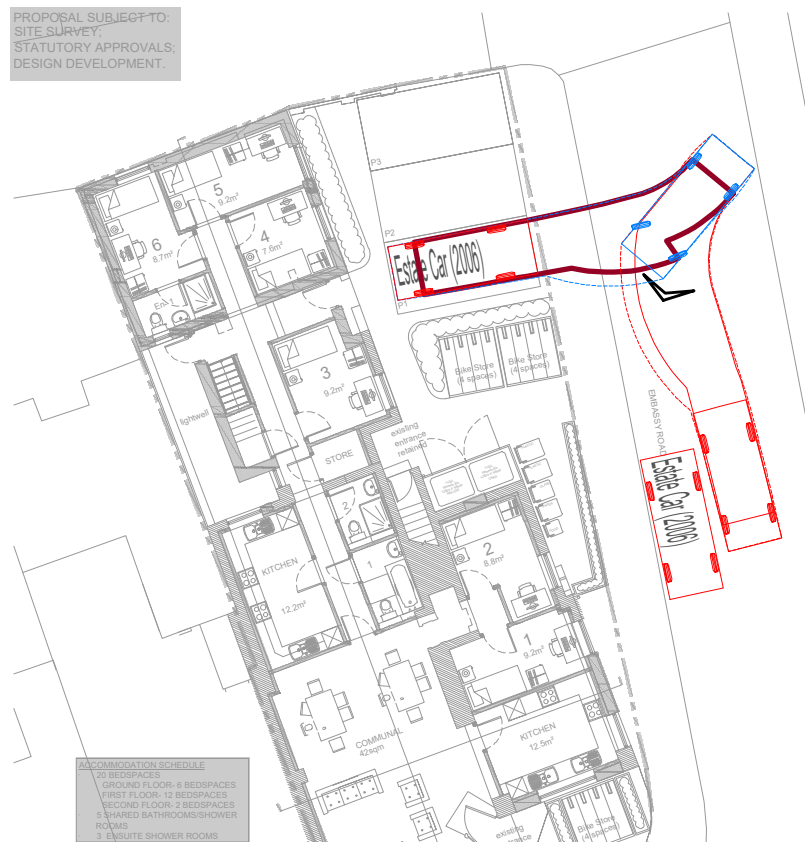 PROPOSAL SUBJECT TO:
SITE SURVEY;
STATUTORY APPROVALS;
DESIGN DEVELOPMENT.
P3
P2
P1
5
9.2m²
6
8.7m²
4
7.6m²
En. 1
3
9.2m²
lightwell
STORE
existing
entrance
retained
Bike Store
(4 spaces)
Bike Store
(4 spaces)
Estate Car (2006)
EMBASSY ROAD
Estate Car (2006)
2
1
KITCHEN
12.2m²
2
8.8m²
1
9.2m²
COMMUNAL
42sqm
KITCHEN
12.5m²
existing
entrance
Bike Store
(4 spaces)
ACCOMMODATION SCHEDULE
20 BEDSPACES
GROUND FLOOR- 6 BEDSPACES
FIRST FLOOR- 12 BEDSPACES
SECOND FLOOR- 2 BEDSPACES
5 SHARED BATHROOMS/SHOWER
ROOMS
3 ENSUITE SHOWER ROOMS